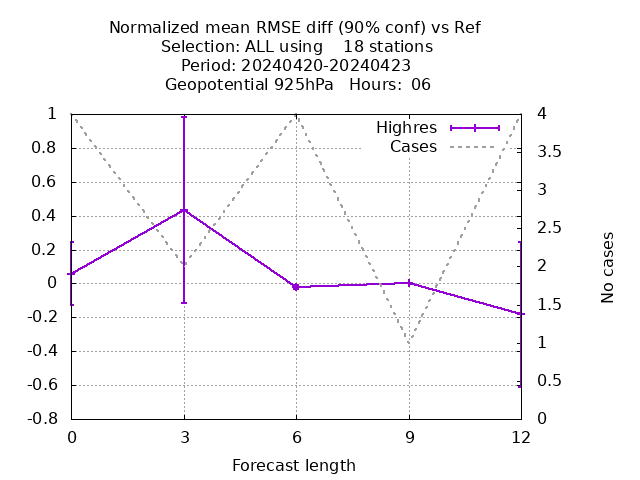 Normalized mean RMSE diff (90% conf) vs Ref
Selection: ALL using    18 stations
Period: 20240420-20240423
Geopotential 925hPa   Hours:  06
Highres
Cases
1
0.8
0.6
0.4
0.2
0
-0.2
-0.4
-0.6
-0.8
4
3.5
3
2.5
2
1.5
1
0.5
0
No cases
0 3 6 9 12
Forecast length